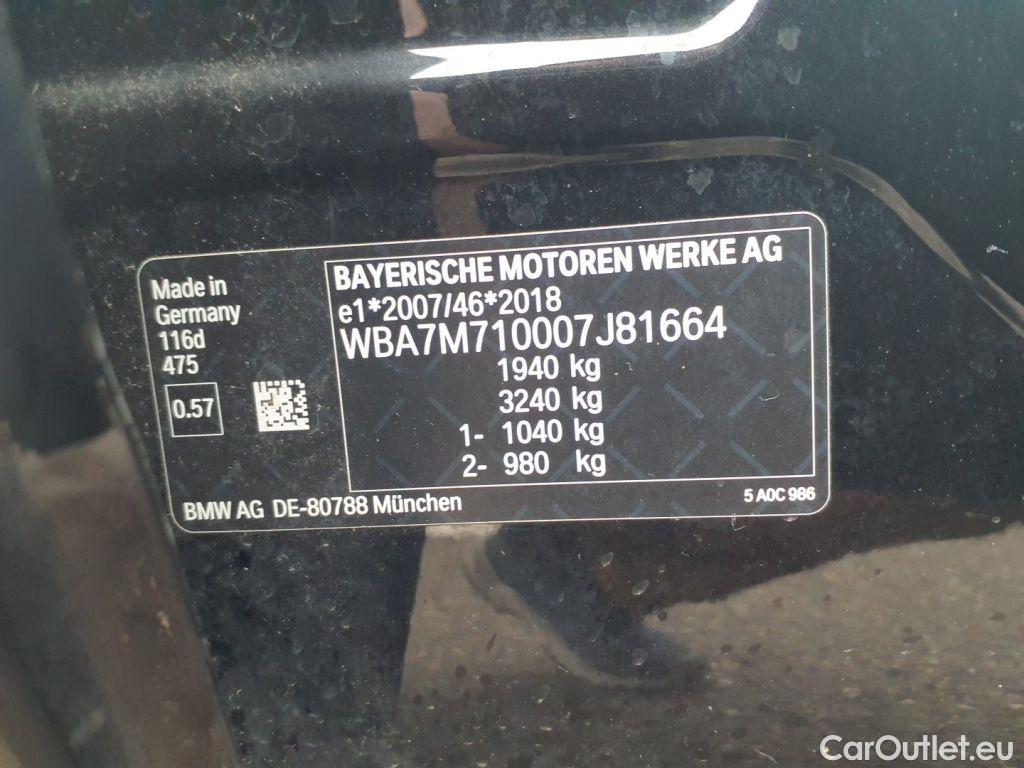 Made in
Germany
116d
475
0.57
BAYERISCHE MOTOREN WERKE AG
e1*2007/46*2018
WBA7M710007J81664
1940 kg
3240 kg
1- 1040 kg
2- 980 kg
BMW AG DE-80788 München
5 A0C 986
CarOutlet.eu